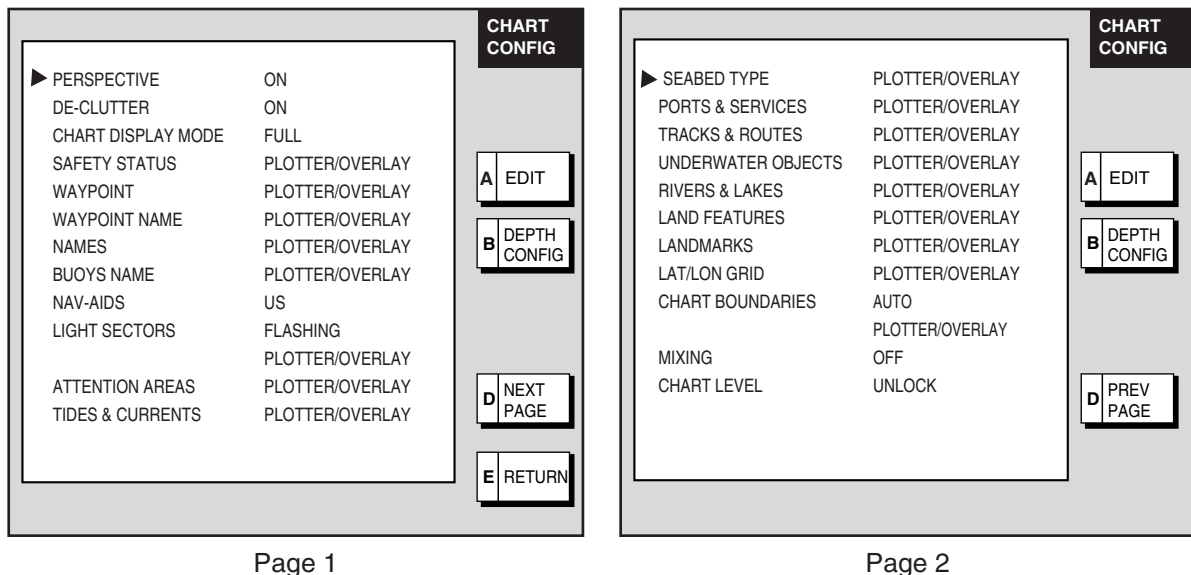 CHART
CONFIG
PERSPECTIVE ON
DE-CLUTTER ON
CHART DISPLAY MODE FULL
SAFETY STATUS PLOTTER/OVERLAY
WAYPOINT PLOTTER/OVERLAY
WAYPOINT NAME PLOTTER/OVERLAY
NAMES PLOTTER/OVERLAY
BUOYS NAME PLOTTER/OVERLAY
NAV-AIDS US
LIGHT SECTORS FLASHING
PLOTTER/OVERLAY
ATTENTION AREAS PLOTTER/OVERLAY
TIDES & CURRENTS PLOTTER/OVERLAY
A EDIT
B DEPTH
CONFIG
D NEXT
PAGE
E RETURN
Page 1
CHART
CONFIG
SEABED TYPE PLOTTER/OVERLAY
PORTS & SERVICES PLOTTER/OVERLAY
TRACKS & ROUTES PLOTTER/OVERLAY
UNDERWATER OBJECTS PLOTTER/OVERLAY
RIVERS & LAKES PLOTTER/OVERLAY
LAND FEATURES PLOTTER/OVERLAY
LANDMARKS PLOTTER/OVERLAY
LAT/LON GRID PLOTTER/OVERLAY
CHART BOUNDARIES AUTO
PLOTTER/OVERLAY
MIXING OFF
CHART LEVEL UNLOCK
A EDIT
B DEPTH
CONFIG
D PREV
PAGE
Page 2